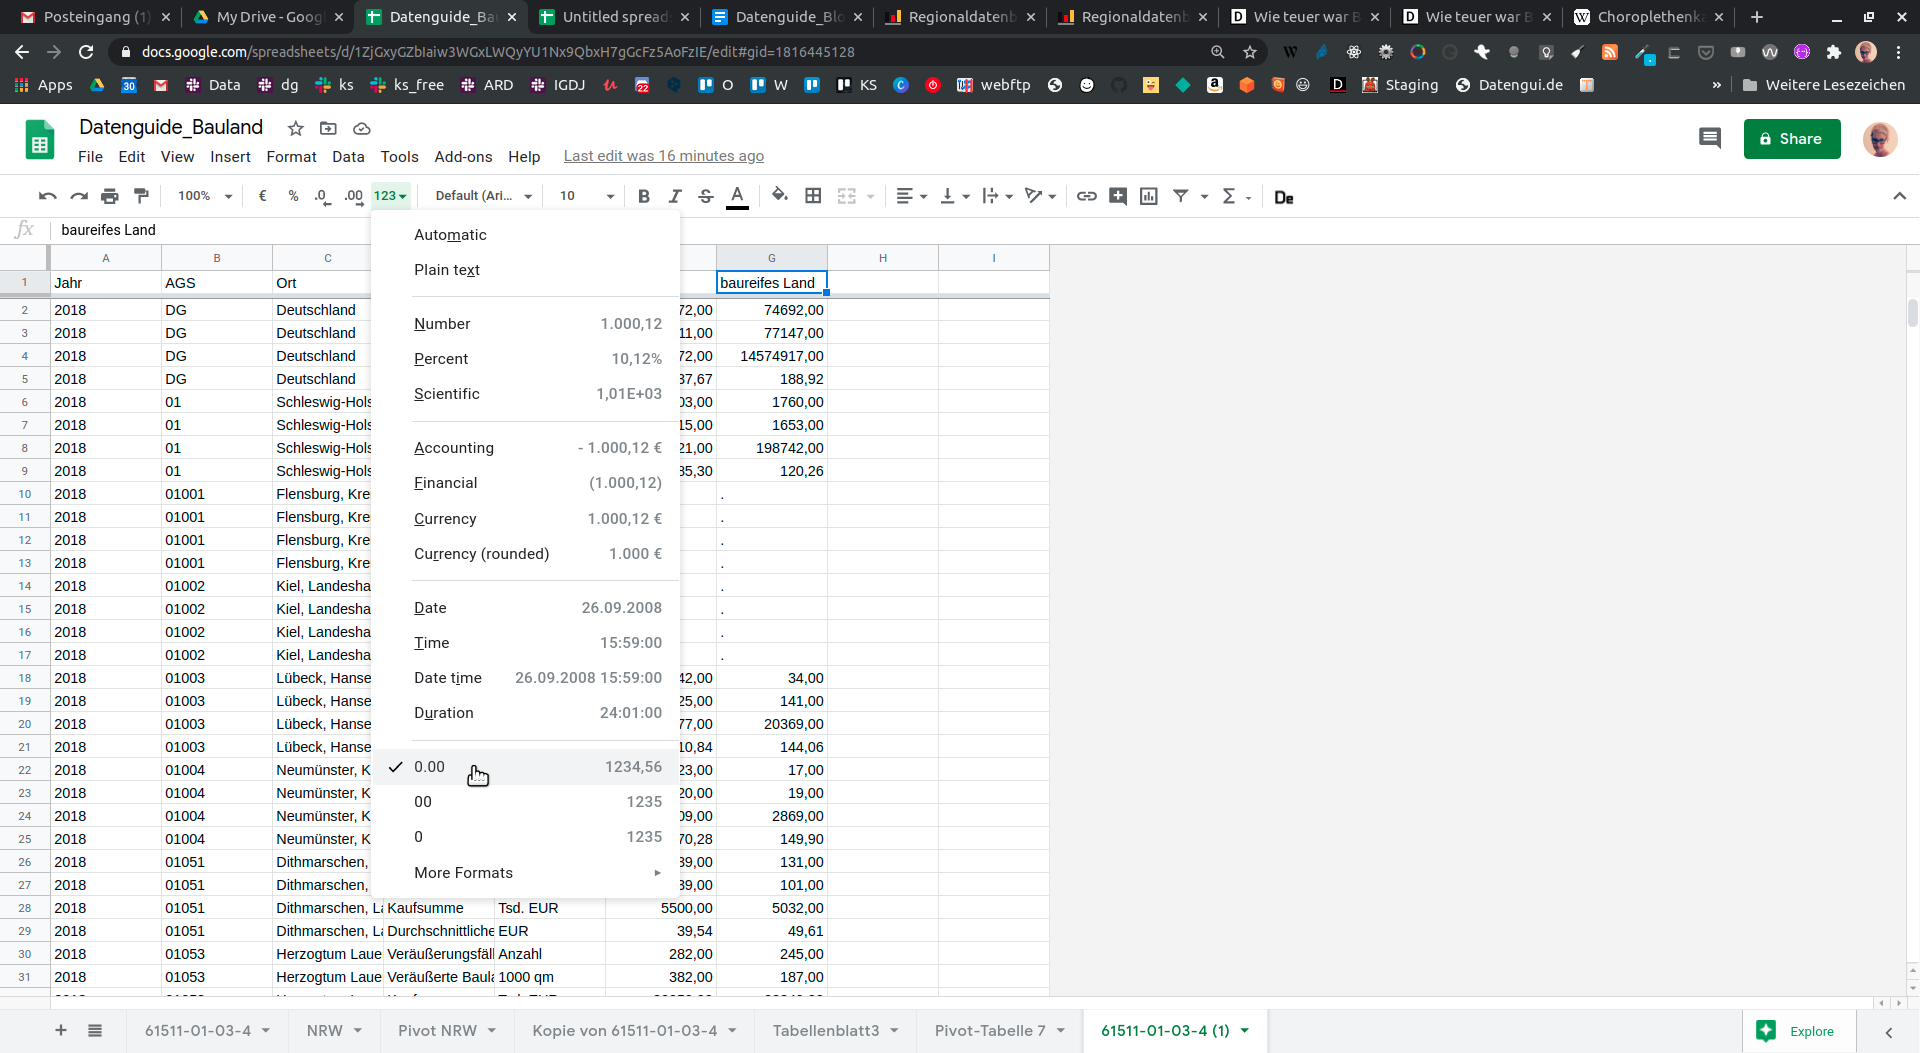 Posteingang (1) My Drive - Googl Datenguide_Bau Untitled spreads Datenguide_Blo Regionaldatenb Regionaldatenb Wie teuer war B Wie teuer war B Choroplethenka
docs.google.com/spreadsheets/d/1ZjGxyGZbIaiw3WGxLWQyYU1Nx9QbxH7gGcFz5AoFzIE/edit#gid=1816445128
Apps 30 Data dg ks ks_free ARD IGDJ 22 O W KS webftp Staging Datengui.de » Weitere Lesezeichen
Datenguide_Bauland
File Edit View Insert Format Data Tools Add-ons Help Last edit was 16 minutes ago
Share
100% € % .0 .00 123 Default (Ari... 10 B I S A Σ De
fx baureifes Land
A B C G H I
1 Jahr AGS Ort baureifes Land
2 2018 DG Deutschland 72,00 74692,00
3 2018 DG Deutschland 11,00 77147,00
4 2018 DG Deutschland 72,00 14574917,00
5 2018 DG Deutschland 37,67 188,92
6 2018 01 Schleswig-Hols 03,00 1760,00
7 2018 01 Schleswig-Hols 15,00 1653,00
8 2018 01 Schleswig-Hols 21,00 198742,00
9 2018 01 Schleswig-Hols 35,30 120,26
10 2018 01001 Flensburg, Kre .
11 2018 01001 Flensburg, Kre .
12 2018 01001 Flensburg, Kre .
13 2018 01001 Flensburg, Kre .
14 2018 01002 Kiel, Landesha .
15 2018 01002 Kiel, Landesha .
16 2018 01002 Kiel, Landesha .
17 2018 01002 Kiel, Landesha .
18 2018 01003 Lübeck, Hanse 42,00 34,00
19 2018 01003 Lübeck, Hanse 25,00 141,00
20 2018 01003 Lübeck, Hanse 77,00 20369,00
21 2018 01003 Lübeck, Hanse 10,84 144,06
22 2018 01004 Neumünster, K 23,00 17,00
23 2018 01004 Neumünster, K 20,00 19,00
24 2018 01004 Neumünster, K 09,00 2869,00
25 2018 01004 Neumünster, K 70,28 149,90
26 2018 01051 Dithmarschen, 39,00 131,00
27 2018 01051 Dithmarschen, 39,00 101,00
28 2018 01051 Dithmarschen, La Kaufsumme Tsd. EUR 5500,00 5032,00
29 2018 01051 Dithmarschen, La Durchschnittliche EUR 39,54 49,61
30 2018 01053 Herzogtum Laue Veräußerungsfäll Anzahl 282,00 245,00
31 2018 01053 Herzogtum Laue Veräußerte Baula 1000 qm 382,00 187,00
Automatic
Plain text
Number 1.000,12
Percent 10,12%
Scientific 1,01E+03
Accounting - 1.000,12 €
Financial (1.000,12)
Currency 1.000,12 €
Currency (rounded) 1.000 €
Date 26.09.2008
Time 15:59:00
Date time 26.09.2008 15:59:00
Duration 24:01:00
0.00 1234,56
00 1235
0 1235
More Formats
61511-01-03-4 NRW Pivot NRW Kopie von 61511-01-03-4 Tabellenblatt3 Pivot-Tabelle 7 61511-01-03-4 (1) Explore